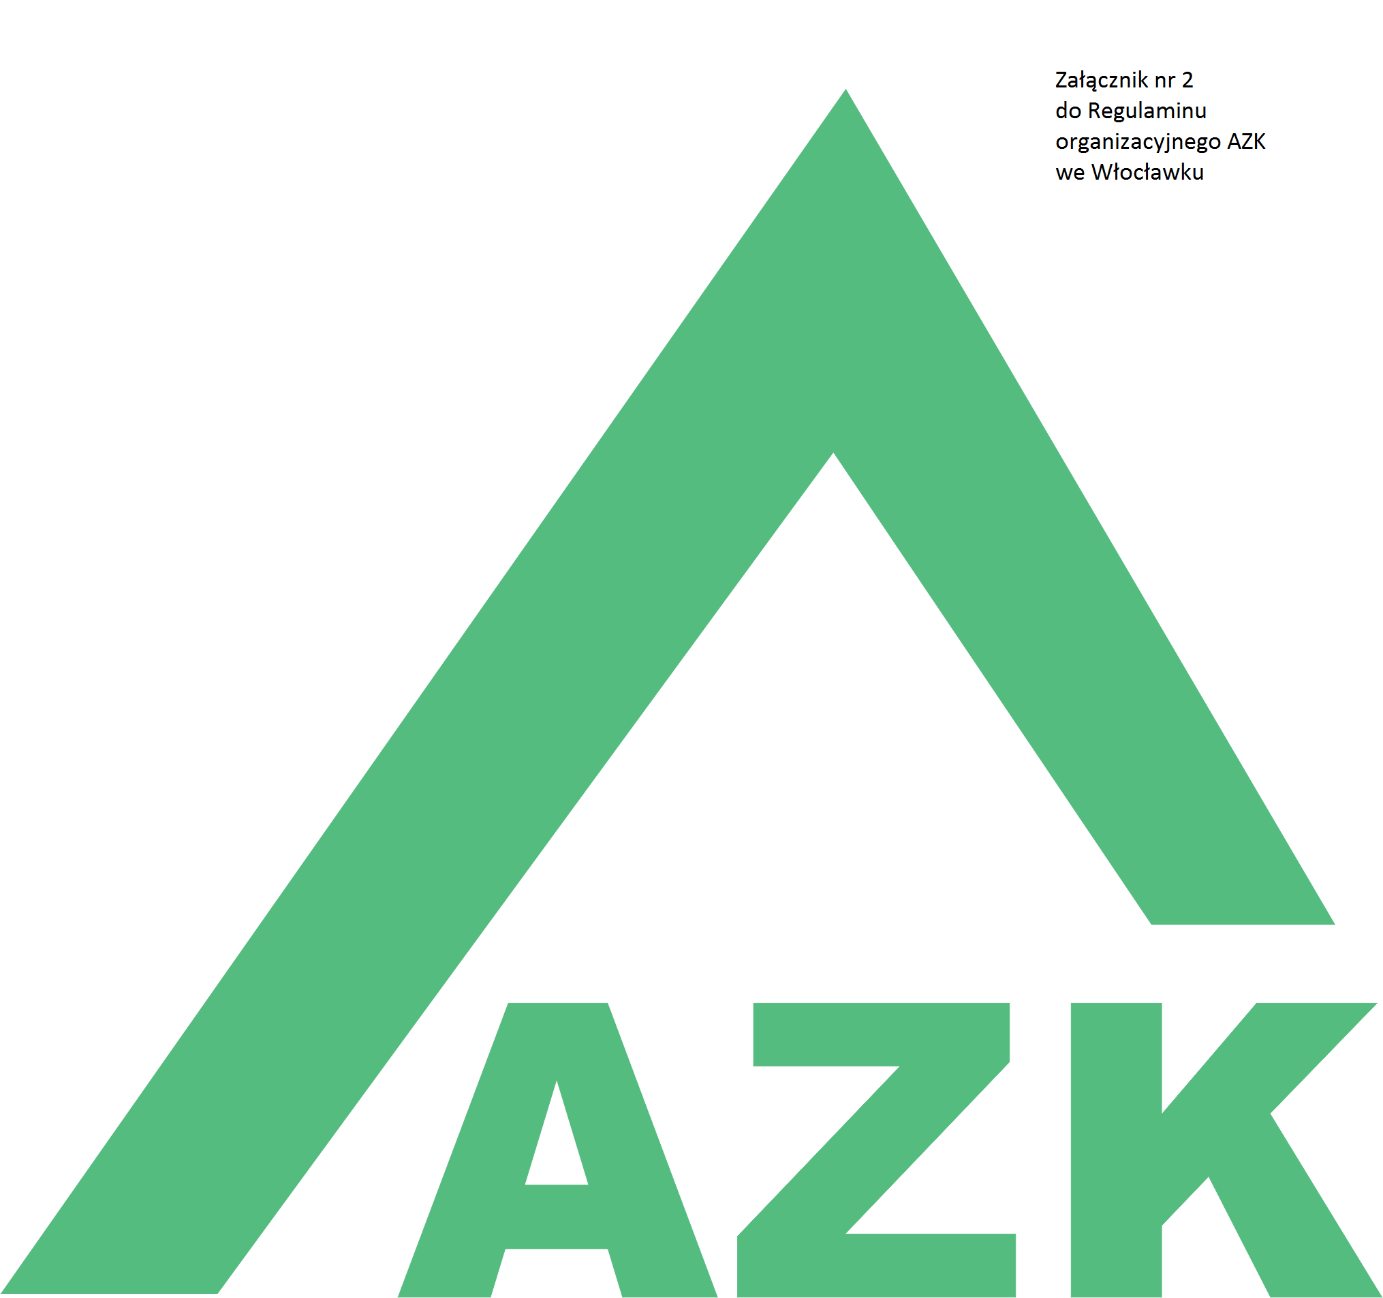 Załącznik nr 2
do Regulaminu
organizacyjnego AZK
we Włocławku
AZK